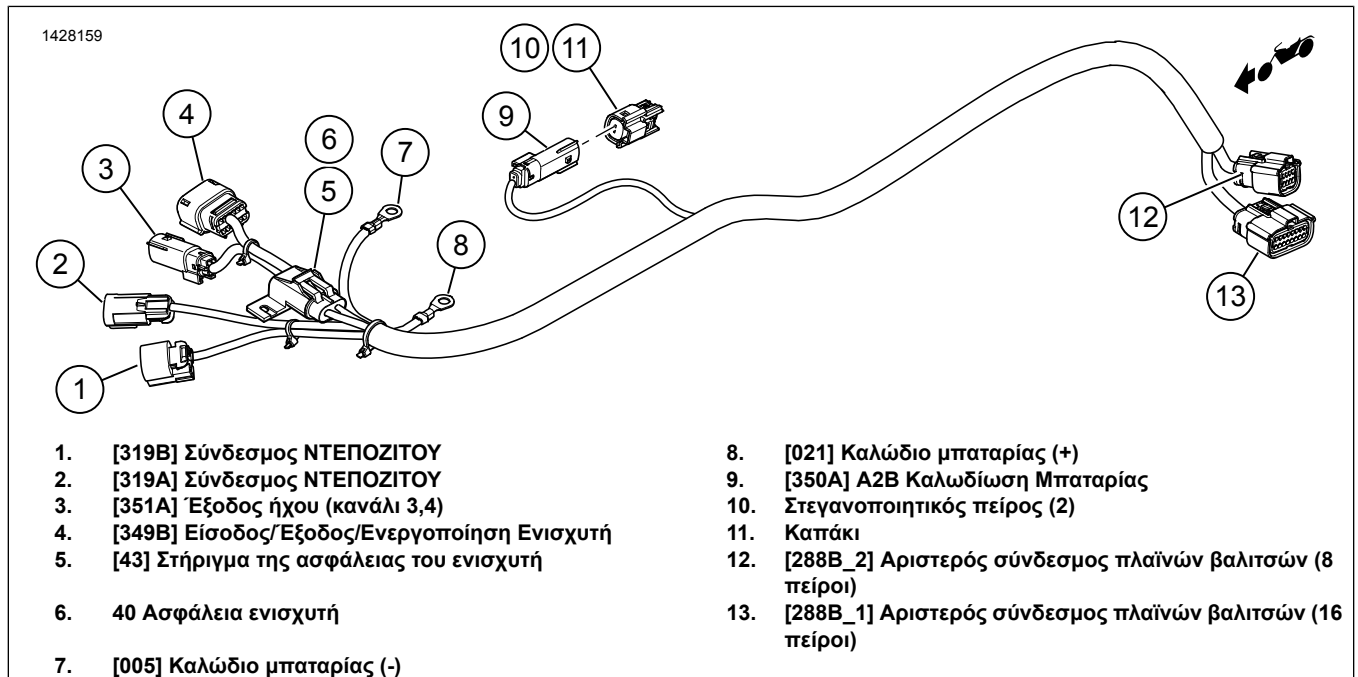 1428159
10 11
9
4
6
7
3
5
8
2
12
13
1
1. [319B] Σύνδεσμος ΝΤΕΠΟΖΙΤΟΥ
2. [319A] Σύνδεσμος ΝΤΕΠΟΖΙΤΟΥ
3. [351A] Έξοδος ήχου (κανάλι 3,4)
4. [349B] Είσοδος/Έξοδος/Ενεργοποίηση Ενισχυτή
5. [43] Στήριγμα της ασφάλειας του ενισχυτή
6. 40 Ασφάλεια ενισχυτή
7. [005] Καλώδιο μπαταρίας (-)
8. [021] Καλώδιο μπαταρίας (+)
9. [350A] A2B Καλωδίωση Μπαταρίας
10. Στεγανοποιητικός πείρος (2)
11. Καπάκι
12. [288B_2] Αριστερός σύνδεσμος πλαϊνών βαλιτσών (8
πείροι)
13. [288B_1] Αριστερός σύνδεσμος πλαϊνών βαλιτσών (16
πείροι)